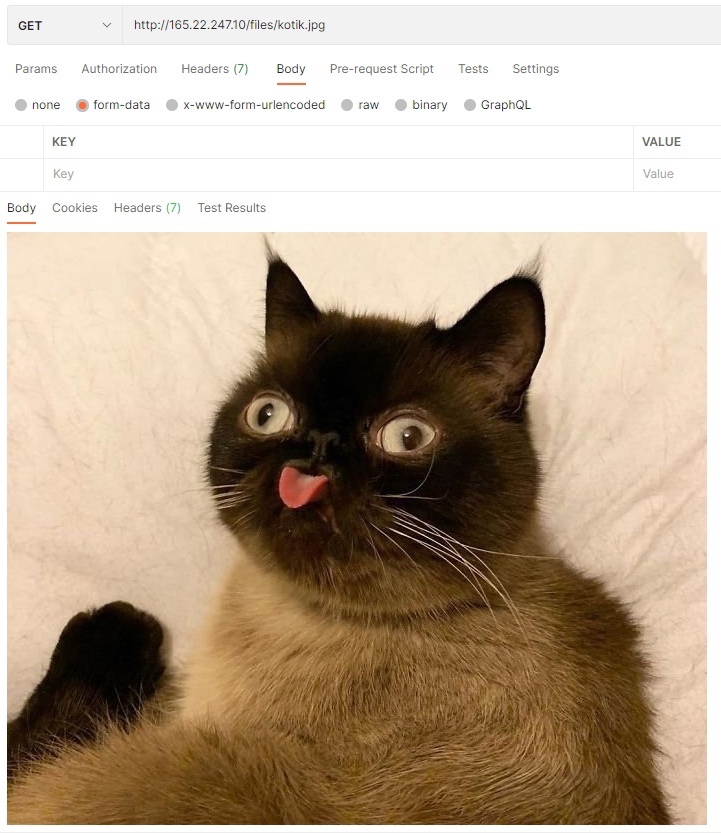 GET http://165.22.247.10/files/kotik.jpg
Params Authorization Headers (7) Body Pre-request Script Tests Settings
none form-data x-www-form-urlencoded raw binary GraphQL
KEY VALUE
Key Value
Body Cookies Headers (7) Test Results